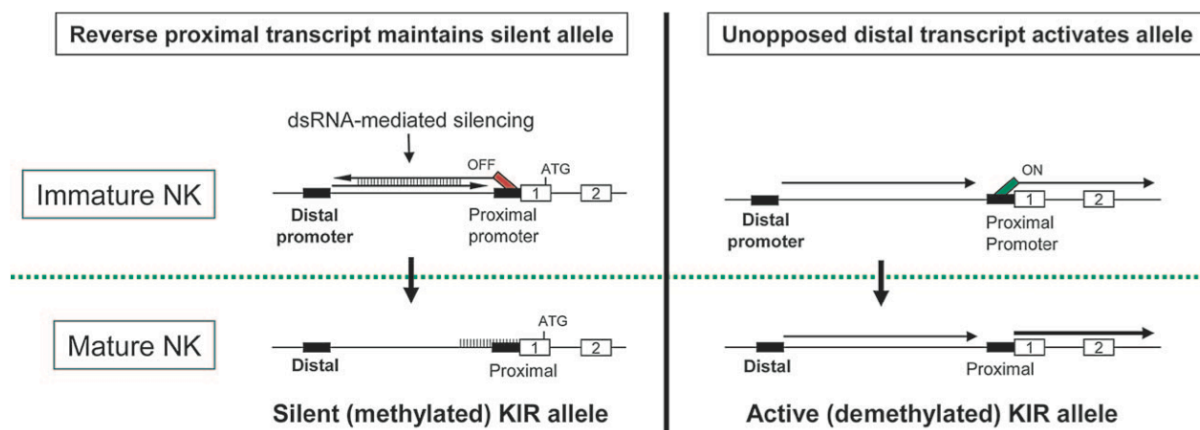 Reverse proximal transcript maintains silent allele
Unopposed distal transcript activates allele
dsRNA-mediated silencing
Immature NK
OFF
ATG
1
2
Distal
promoter
Proximal
promoter
ON
1
2
Distal
promoter
Proximal
Promoter
Mature NK
ATG
1
2
Distal
Proximal
1
2
Distal
Proximal
Silent (methylated) KIR allele
Active (demethylated) KIR allele